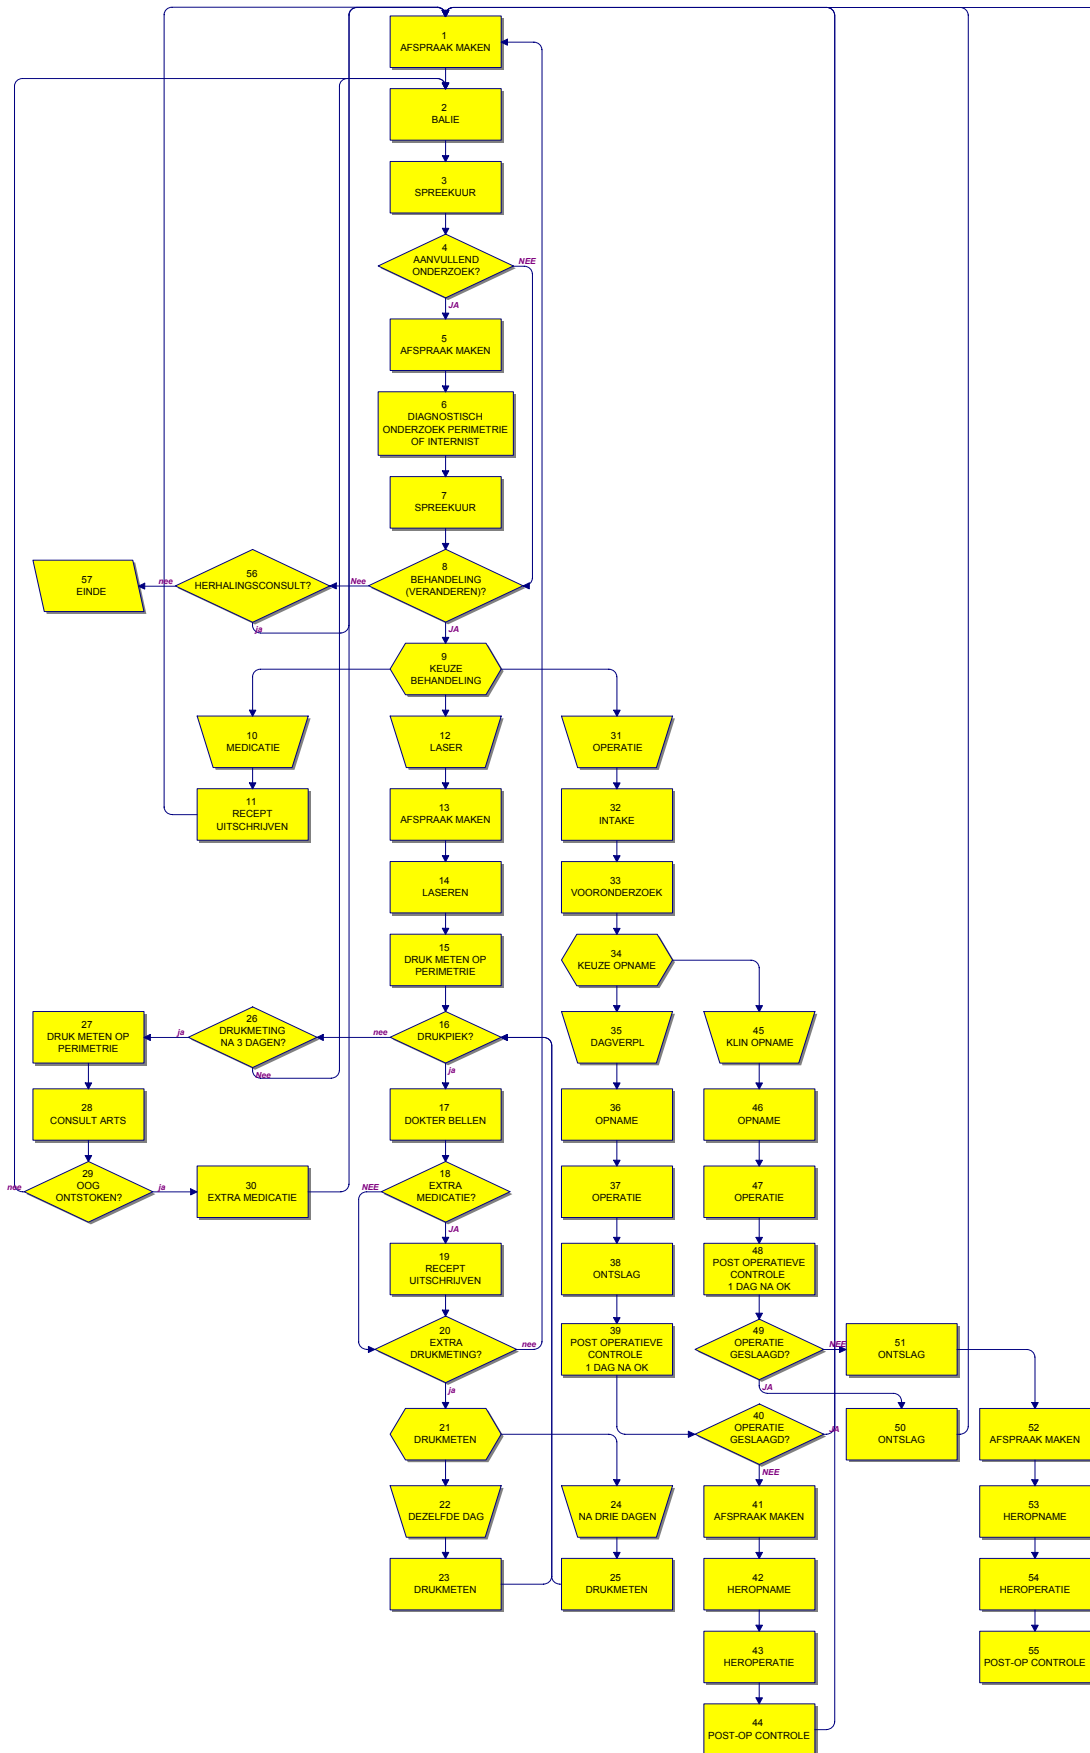 1
AFSPRAAK MAKEN
2
BALIE
3
SPREEKUUR
4
AANVULLEND
ONDERZOEK?
NEE
JA
5
AFSPRAAK MAKEN
6
DIAGNOSTISCH
ONDERZOEK PERIMETRIE
OF INTERNIST
7
SPREEKUUR
8
BEHANDELING
(VERANDEREN)?
Nee
JA
56
HERHALINGSCONSULT?
nee
ja
57
EINDE
9
KEUZE
BEHANDELING
10
MEDICATIE
11
RECEPT
UITSCHRIJVEN
12
LASER
13
AFSPRAAK MAKEN
14
LASEREN
15
DRUK METEN OP
PERIMETRIE
16
DRUKPIEK?
nee
ja
26
DRUKMETING
NA 3 DAGEN?
ja
Nee
27
DRUK METEN OP
PERIMETRIE
28
CONSULT ARTS
29
OOG
ONTSTOKEN?
nee
ja
30
EXTRA MEDICATIE
17
DOKTER BELLEN
18
EXTRA
MEDICATIE?
NEE
JA
19
RECEPT
UITSCHRIJVEN
20
EXTRA
DRUKMETING?
nee
ja
21
DRUKMETEN
22
DEZELFDE DAG
23
DRUKMETEN
24
NA DRIE DAGEN
25
DRUKMETEN
31
OPERATIE
32
INTAKE
33
VOORONDERZOEK
34
KEUZE OPNAME
35
DAGVERPL
36
OPNAME
37
OPERATIE
38
ONTSLAG
39
POST OPERATIEVE
CONTROLE
1 DAG NA OK
45
KLIN OPNAME
46
OPNAME
47
OPERATIE
48
POST OPERATIEVE
CONTROLE
1 DAG NA OK
49
OPERATIE
GESLAAGD?
NEE
JA
51
ONTSLAG
50
ONTSLAG
40
OPERATIE
GESLAAGD?
JA
NEE
41
AFSPRAAK MAKEN
42
HEROPNAME
43
HEROPERATIE
44
POST-OP CONTROLE
52
AFSPRAAK MAKEN
53
HEROPNAME
54
HEROPERATIE
55
POST-OP CONTROLE